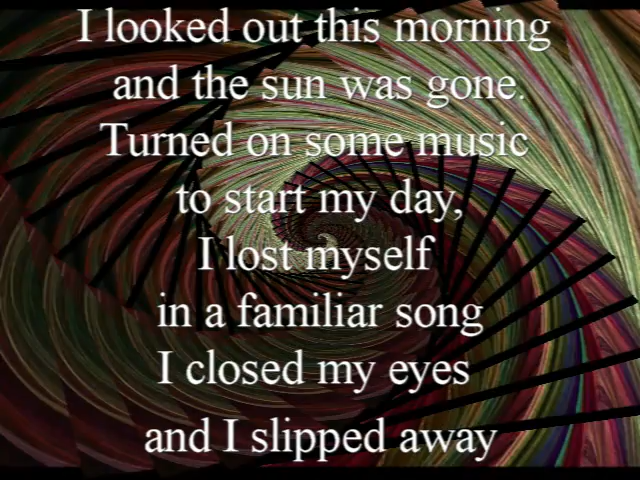 I looked out this morning
and the sun was gone.
Turned on some music
to start my day,
I lost myself
in a familiar song
I closed my eyes
and I slipped away